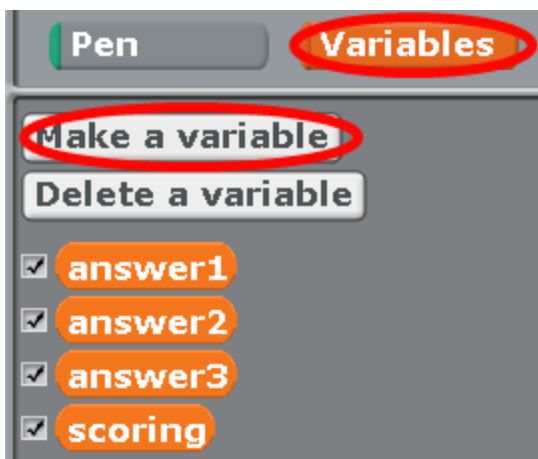 Pen Variables
Make a variable
Delete a variable
answer1
answer2
answer3
scoring